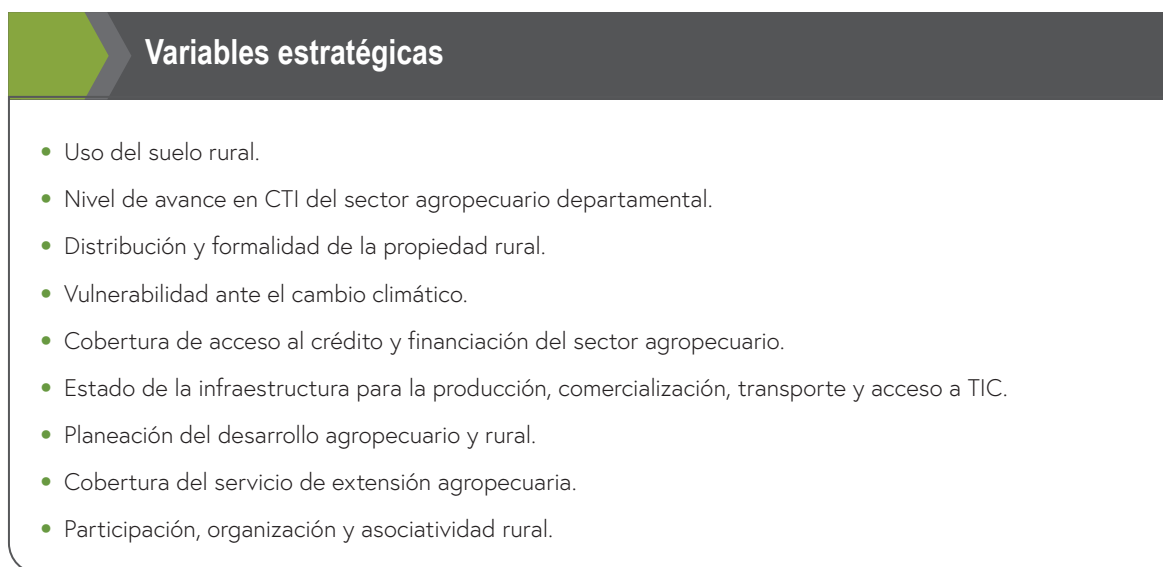 Variables estratégicas
• Uso del suelo rural.
• Nivel de avance en CTI del sector agropecuario departamental.
• Distribución y formalidad de la propiedad rural.
• Vulnerabilidad ante el cambio climático.
• Cobertura de acceso al crédito y financiación del sector agropecuario.
• Estado de la infraestructura para la producción, comercialización, transporte y acceso a TIC.
• Planeación del desarrollo agropecuario y rural.
• Cobertura del servicio de extensión agropecuaria.
• Participación, organización y asociatividad rural.